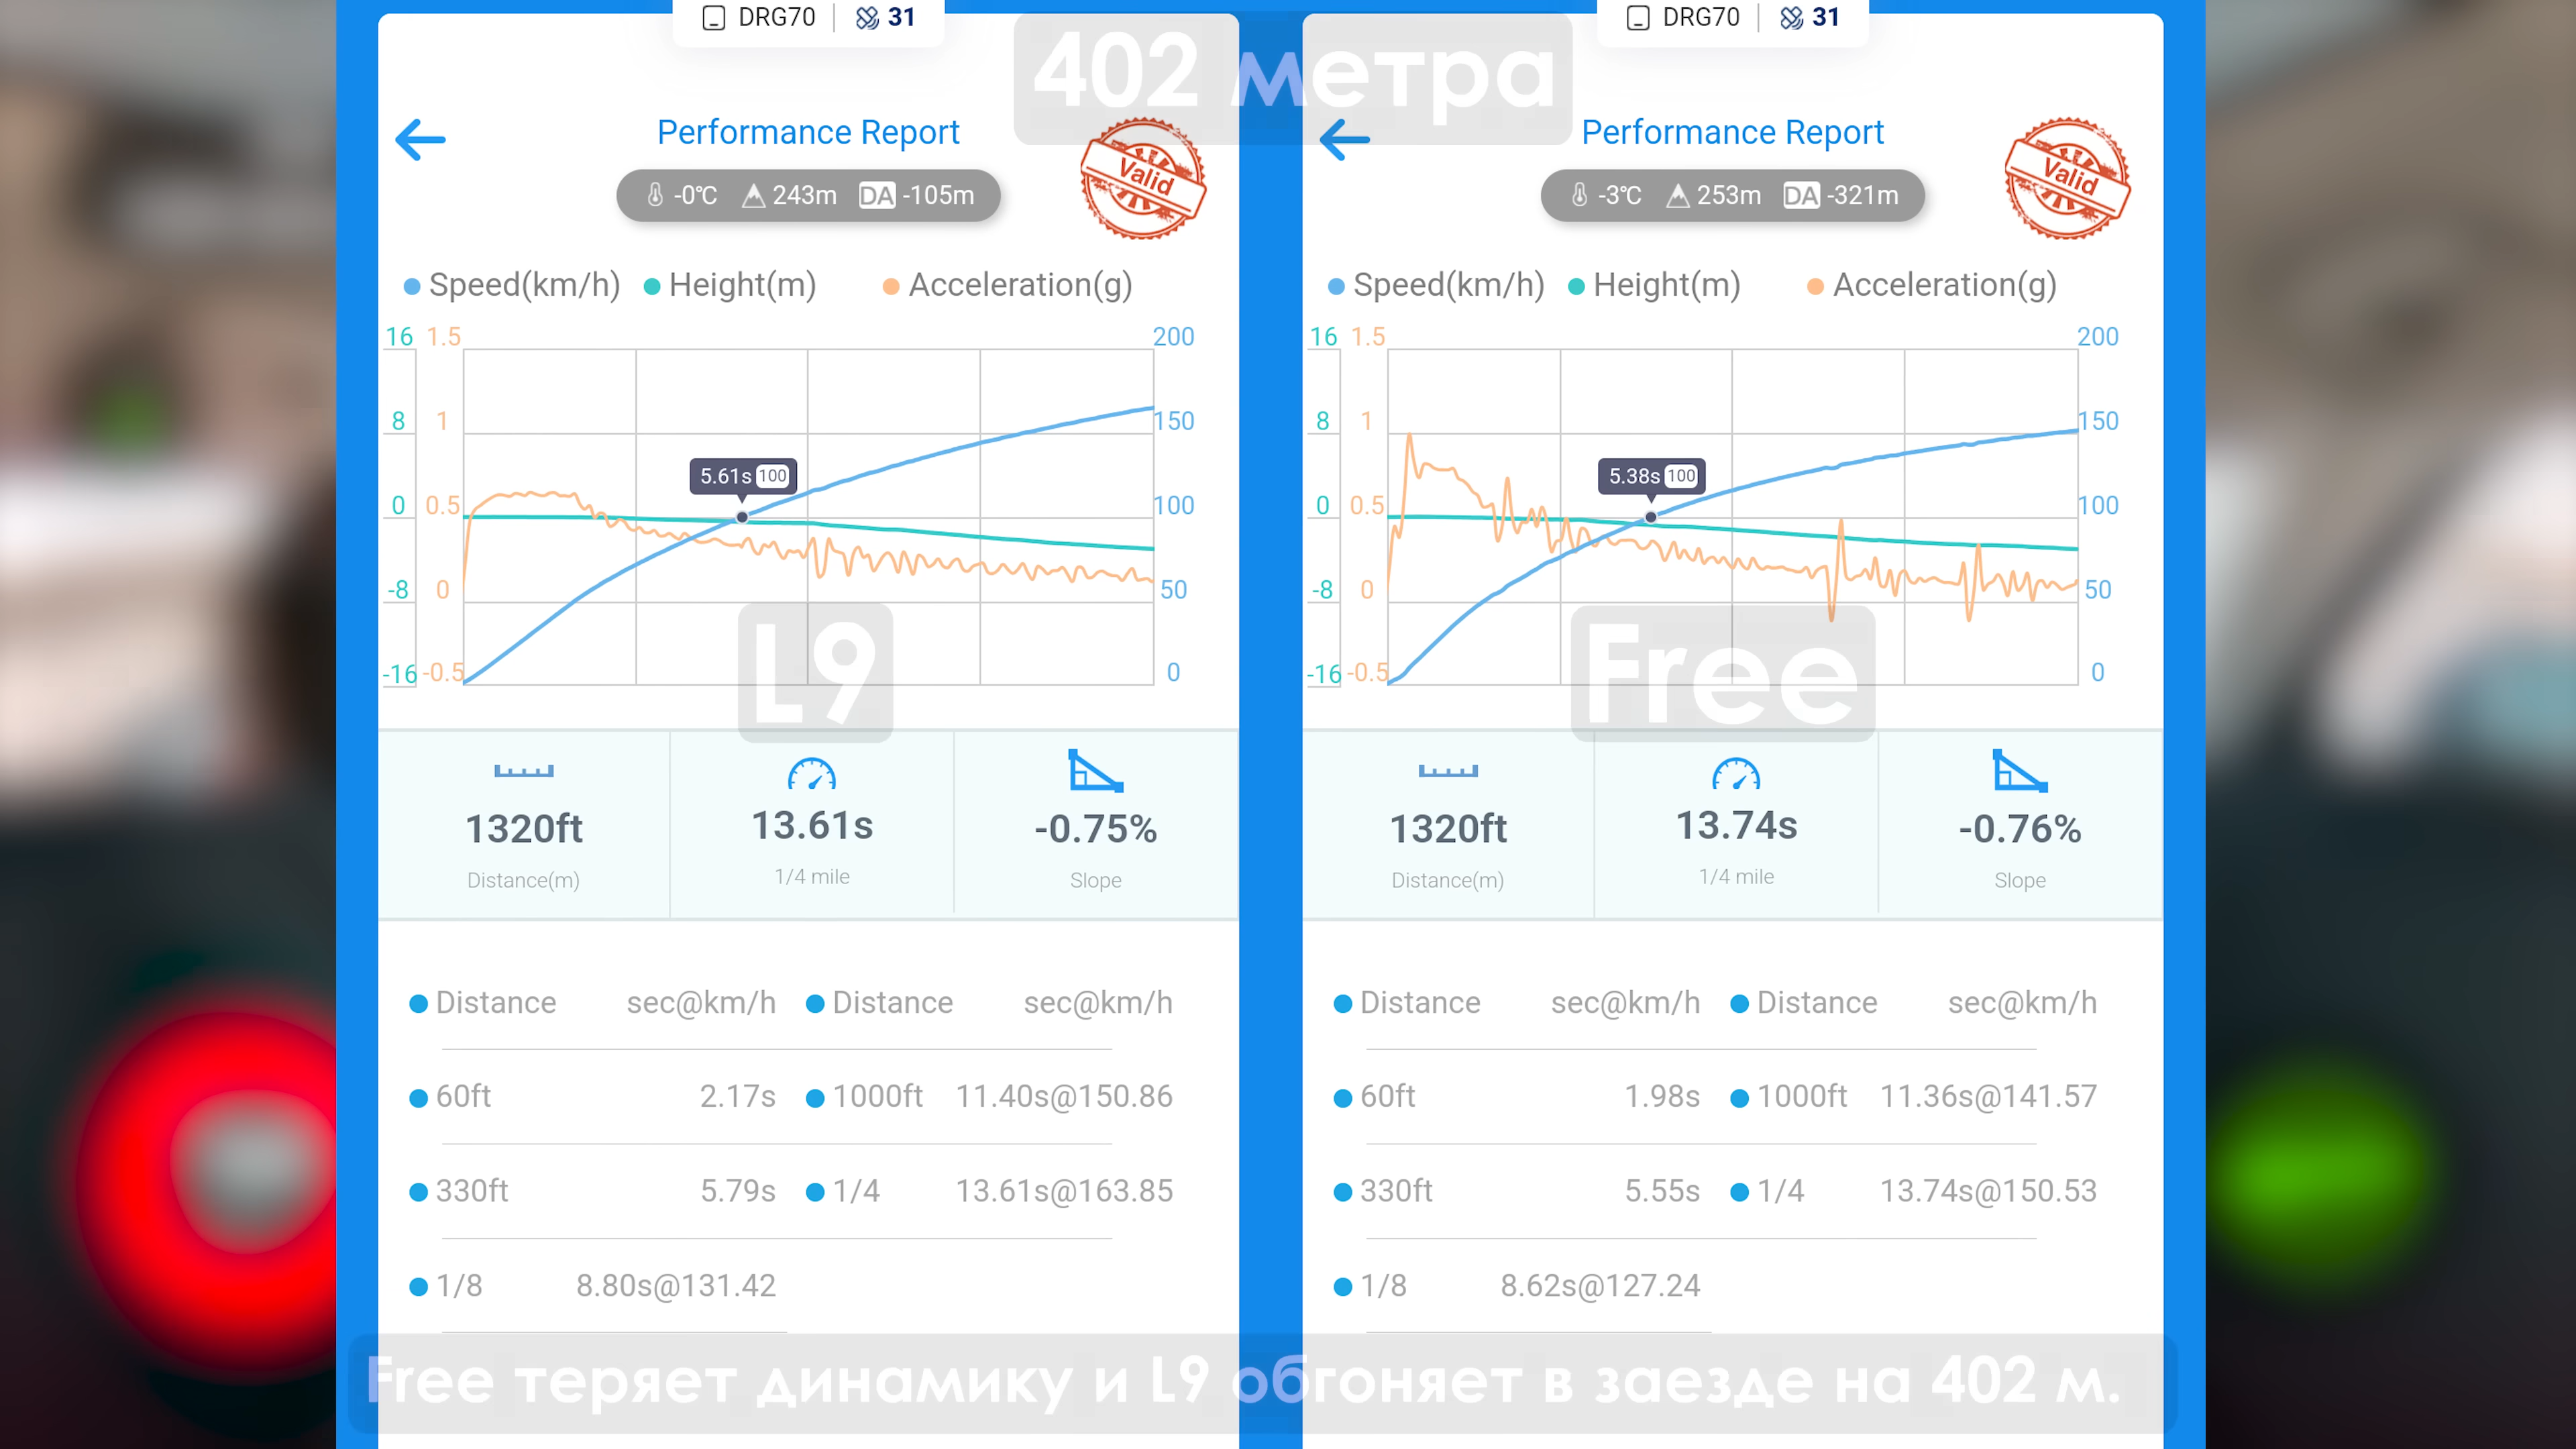 402 метра
DRG70 31
Performance Report
Valid
-0℃ 243m DA -105m
Speed(km/h) Height(m) Acceleration(g)
16 1.5 200
8 1 150
5.61s 100
0 0.5 100
-8 0 50
-16 -0.5 0
L9
1320ft 13.61s -0.75%
Distance(m) 1/4 mile Slope
Distance sec@km/h Distance sec@km/h
60ft 2.17s 1000ft 11.40s@150.86
330ft 5.79s 1/4 13.61s@163.85
1/8 8.80s@131.42
DRG70 31
Performance Report
Valid
-3℃ 253m DA -321m
Speed(km/h) Height(m) Acceleration(g)
16 1.5 200
8 1 150
5.38s 100
0 0.5 100
-8 0 50
-16 -0.5 0
Free
1320ft 13.74s -0.76%
Distance(m) 1/4 mile Slope
Distance sec@km/h Distance sec@km/h
60ft 1.98s 1000ft 11.36s@141.57
330ft 5.55s 1/4 13.74s@150.53
1/8 8.62s@127.24
Free теряет динамику и L9 обгоняет в заезде на 402 м.